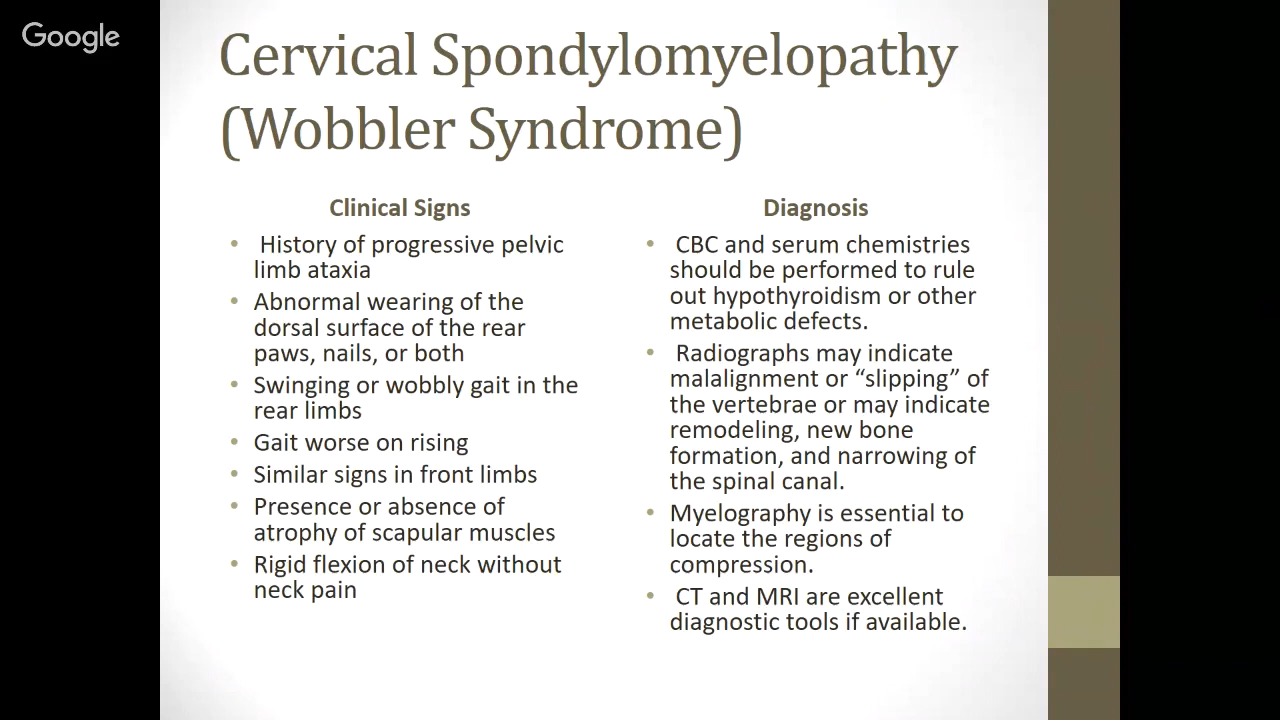 Google
Cervical Spondylomyelopathy
(Wobbler Syndrome)
Clinical Signs
• History of progressive pelvic
limb ataxia
• Abnormal wearing of the
dorsal surface of the rear
paws, nails, or both
• Swinging or wobbly gait in the
rear limbs
• Gait worse on rising
• Similar signs in front limbs
• Presence or absence of
atrophy of scapular muscles
• Rigid flexion of neck without
neck pain
Diagnosis
• CBC and serum chemistries
should be performed to rule
out hypothyroidism or other
metabolic defects.
• Radiographs may indicate
malalignment or “slipping” of
the vertebrae or may indicate
remodeling, new bone
formation, and narrowing of
the spinal canal.
• Myelography is essential to
locate the regions of
compression.
• CT and MRI are excellent
diagnostic tools if available.